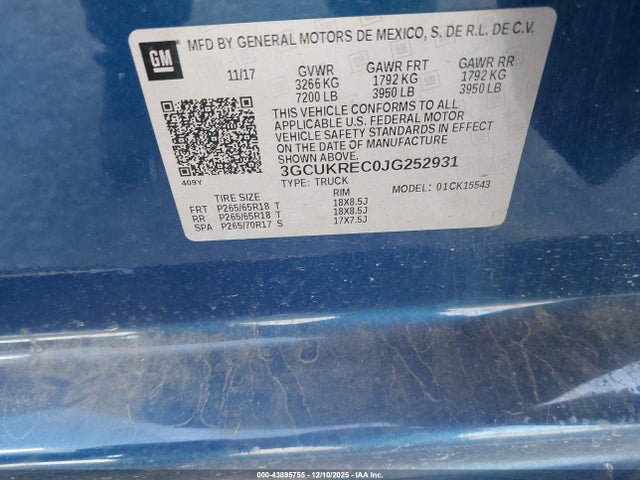 GM
MFD BY GENERAL MOTORS DE MEXICO, S. DE R.L. DE C.V.
11/17 GVWR GAWR FRT GAWR RR
3266 KG 1792 KG 1792 KG
7200 LB 3950 LB 3950 LB
THIS VEHICLE CONFORMS TO ALL
APPLICABLE U.S. FEDERAL MOTOR
VEHICLE SAFETY STANDARDS IN EFFECT
ON THE DATE OF MANUFACTURE
SHOWN ABOVE.
3GCUKREC0JG252931
409Y TYPE: TRUCK MODEL: 01CK15543
TIRE SIZE RIM
FRT P265/65R18 T 18X8.5J
RR P265/65R18 T 18X8.5J
SPA P265/70R17 S 17X7.5J
000-43895755 - 12/10/2025 - IAA Inc.